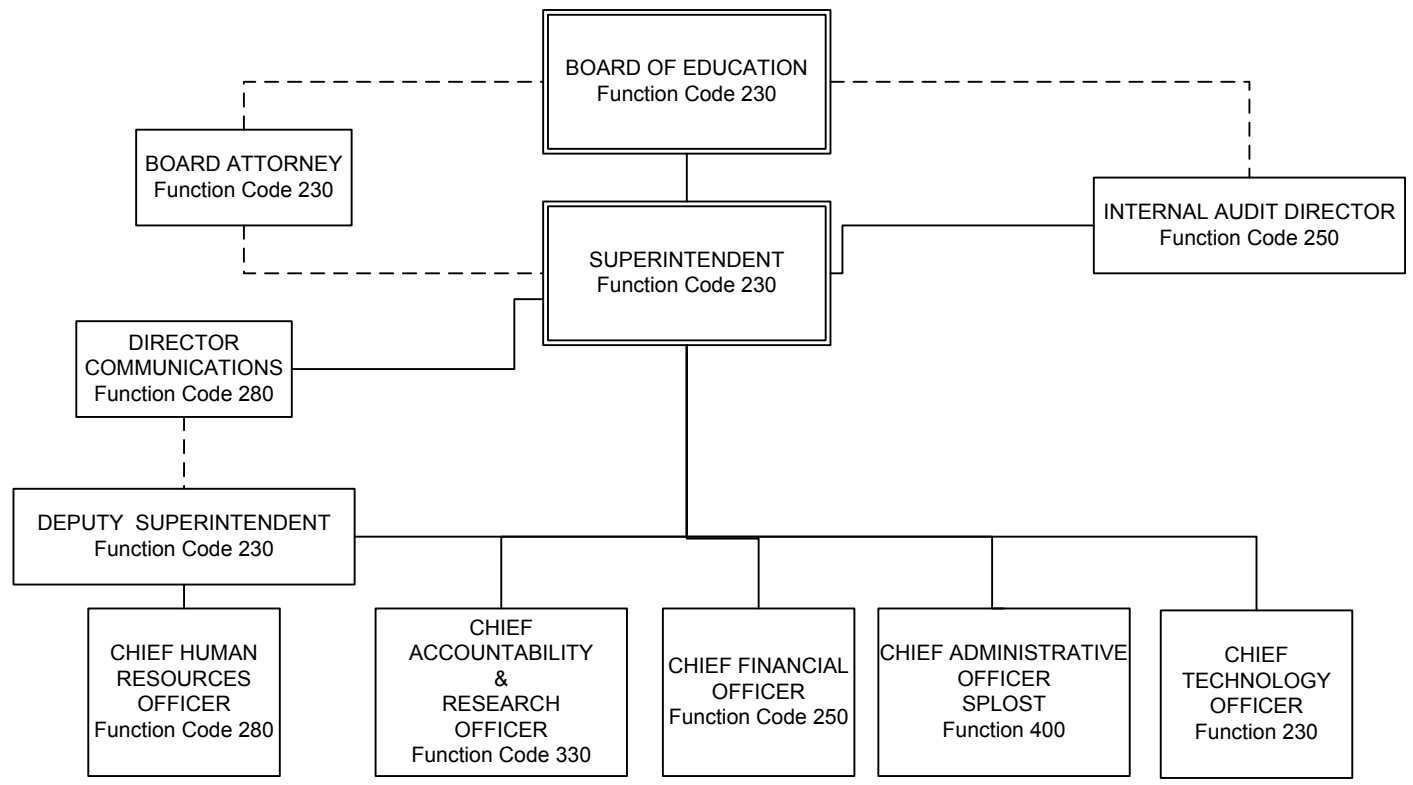 BOARD OF EDUCATION
Function Code 230
BOARD ATTORNEY
Function Code 230
INTERNAL AUDIT DIRECTOR
Function Code 250
SUPERINTENDENT
Function Code 230
DIRECTOR
COMMUNICATIONS
Function Code 280
DEPUTY SUPERINTENDENT
Function Code 230
CHIEF HUMAN
RESOURCES
OFFICER
Function Code 280
CHIEF
ACCOUNTABILITY
&
RESEARCH
OFFICER
Function Code 330
CHIEF FINANCIAL
OFFICER
Function Code 250
CHIEF ADMINISTRATIVE
OFFICER
SPLOST
Function 400
CHIEF
TECHNOLOGY
OFFICER
Function 230